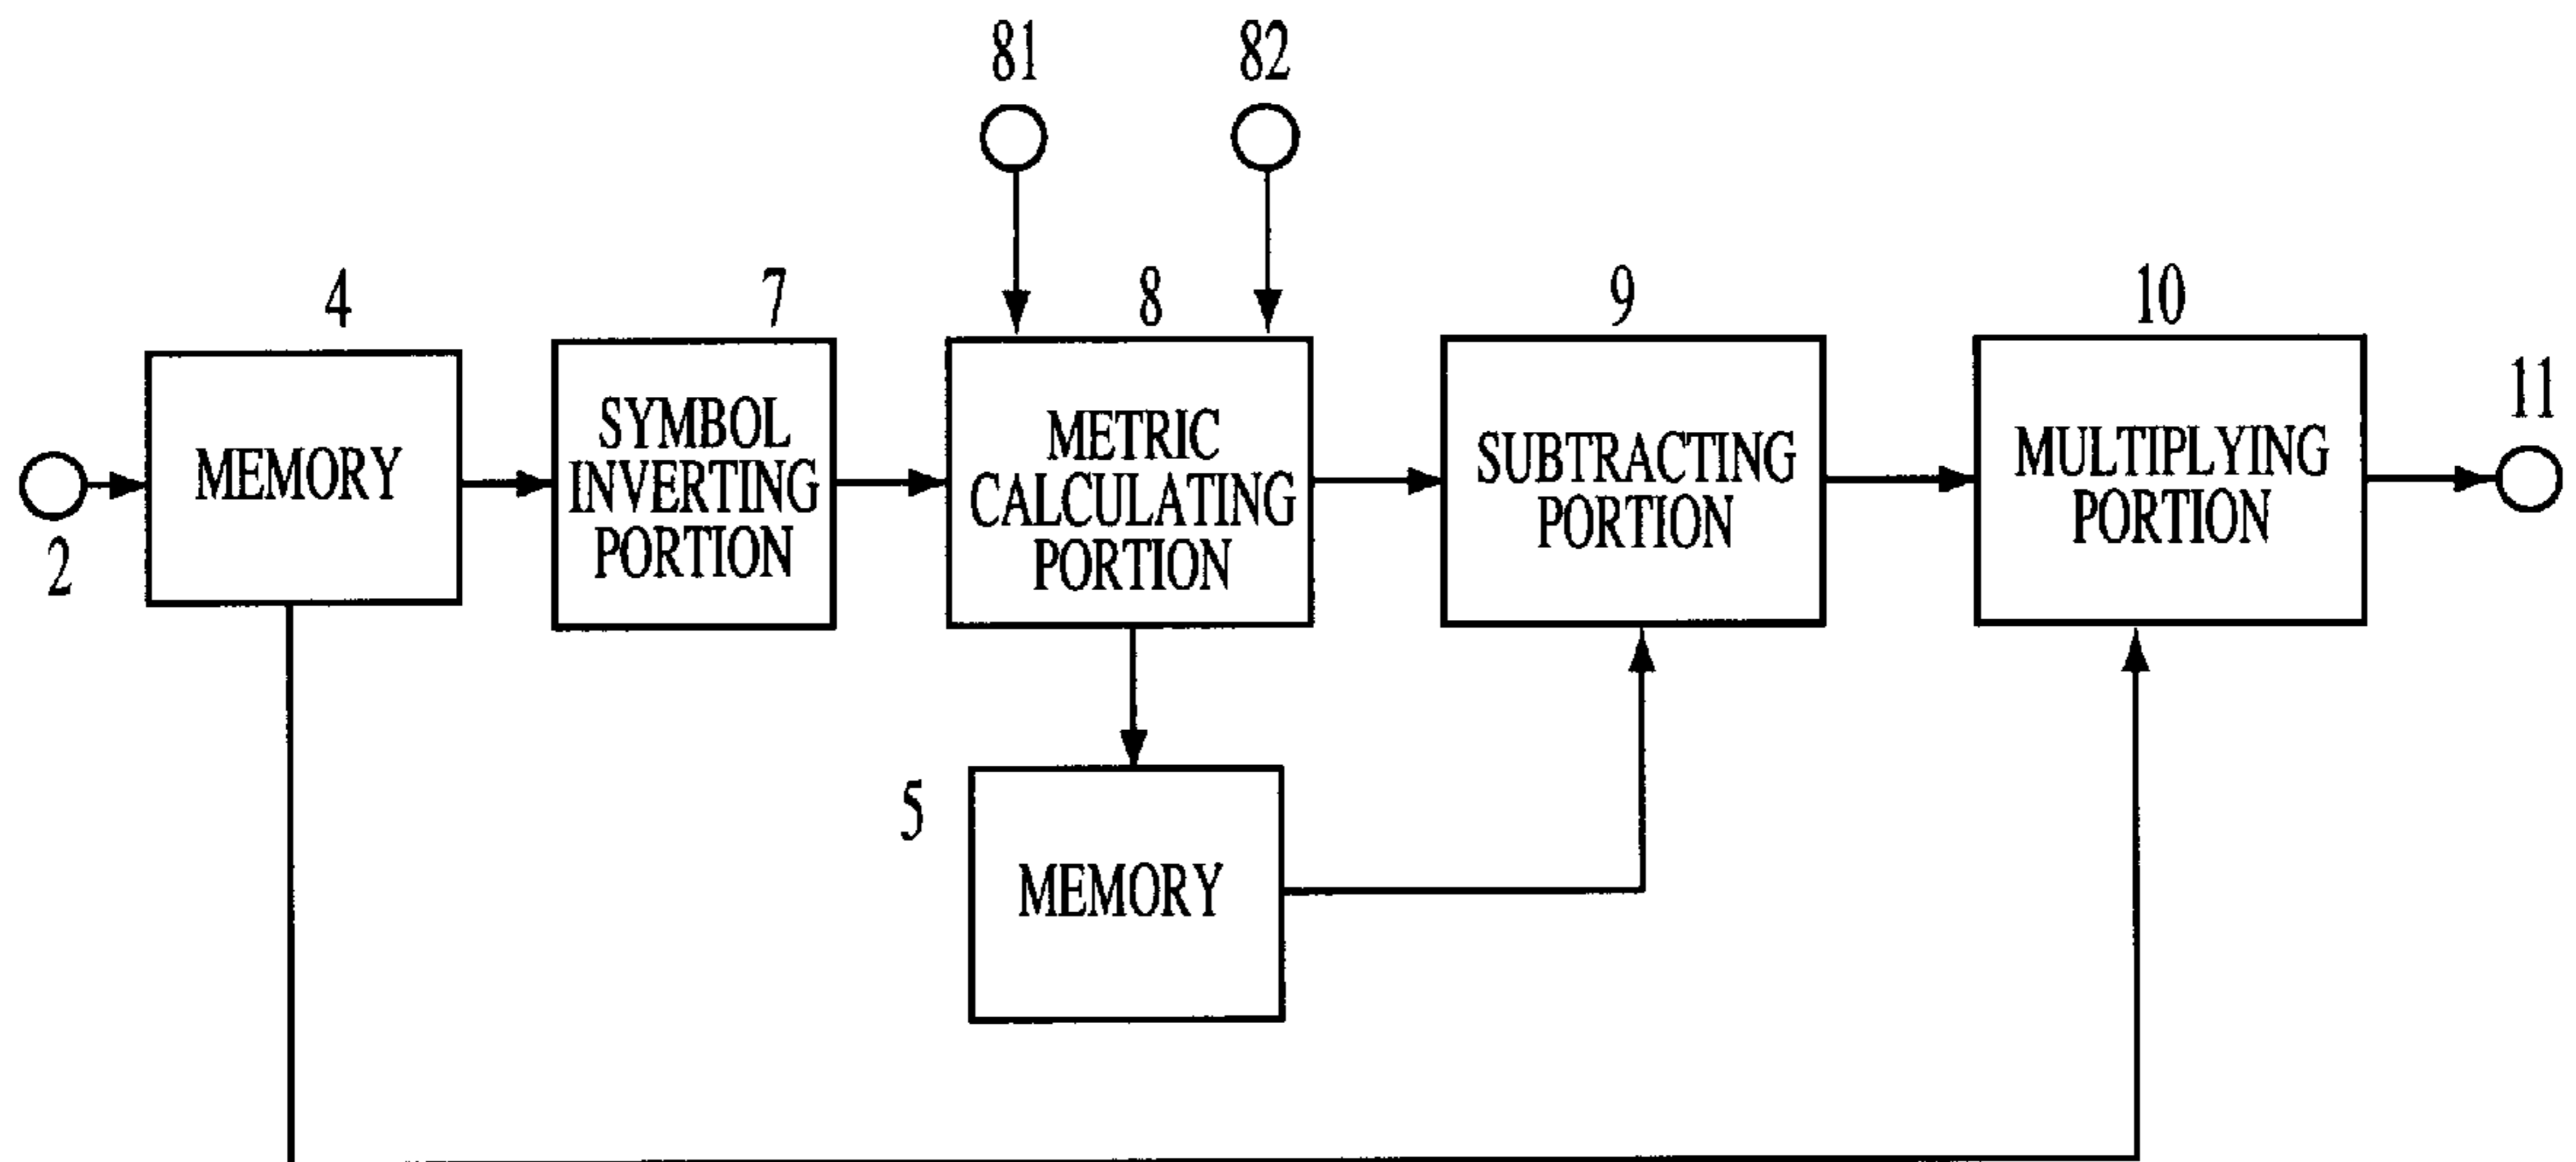 81
82
4
7
8
9
10
11
2
MEMORY
SYMBOL
INVERTING
PORTION
METRIC
CALCULATING
PORTION
SUBTRACTING
PORTION
MULTIPLYING
PORTION
5
MEMORY